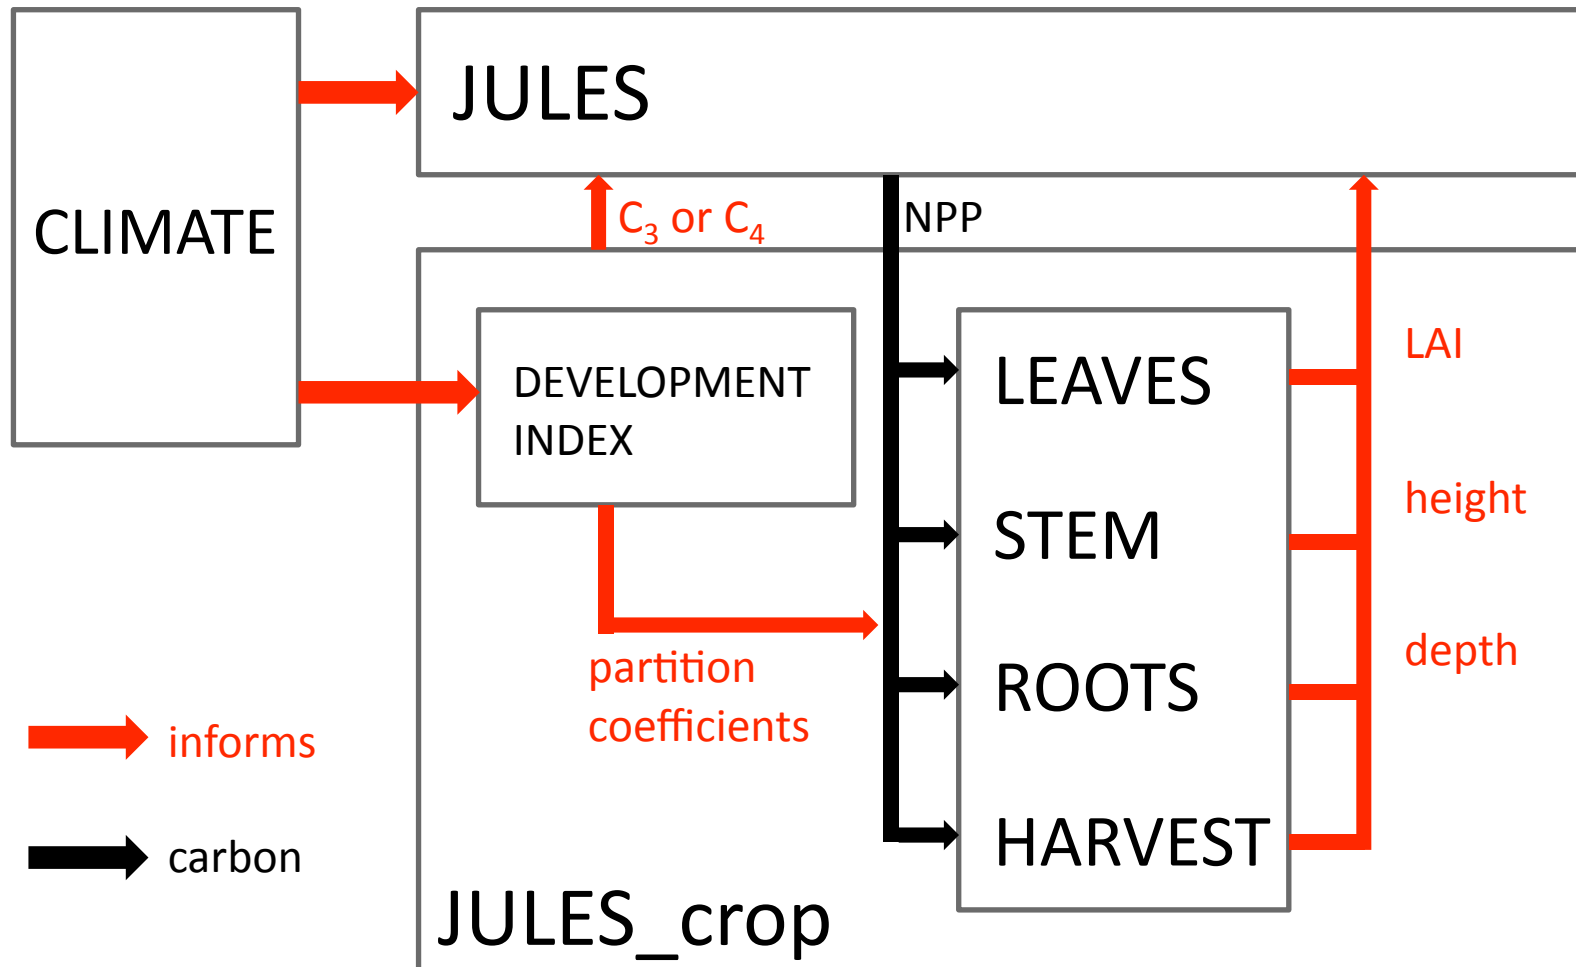 JULES
CLIMATE
C₃ or C₄
NPP
DEVELOPMENT
INDEX
LEAVES
LAI
STEM
height
partition
coefficients
ROOTS
depth
HARVEST
informs
carbon
JULES_crop